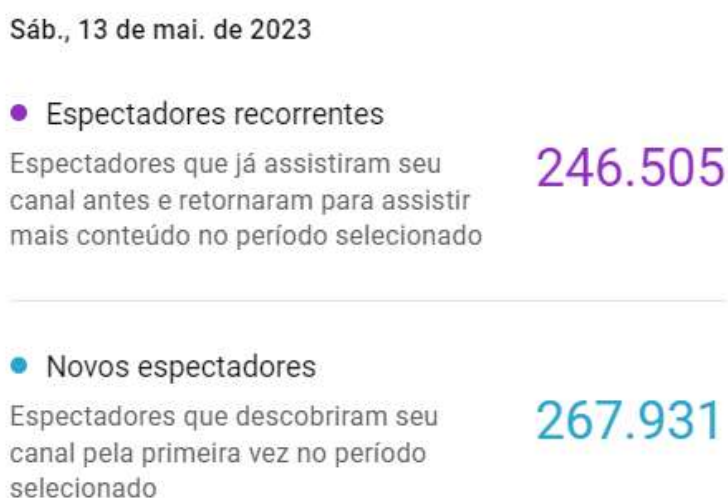 Sáb., 13 de mai. de 2023
Espectadores recorrentes
Espectadores que já assistiram seu
canal antes e retornaram para assistir
mais conteúdo no período selecionado
246.505
Novos espectadores
Espectadores que descobriram seu
canal pela primeira vez no período
selecionado
267.931